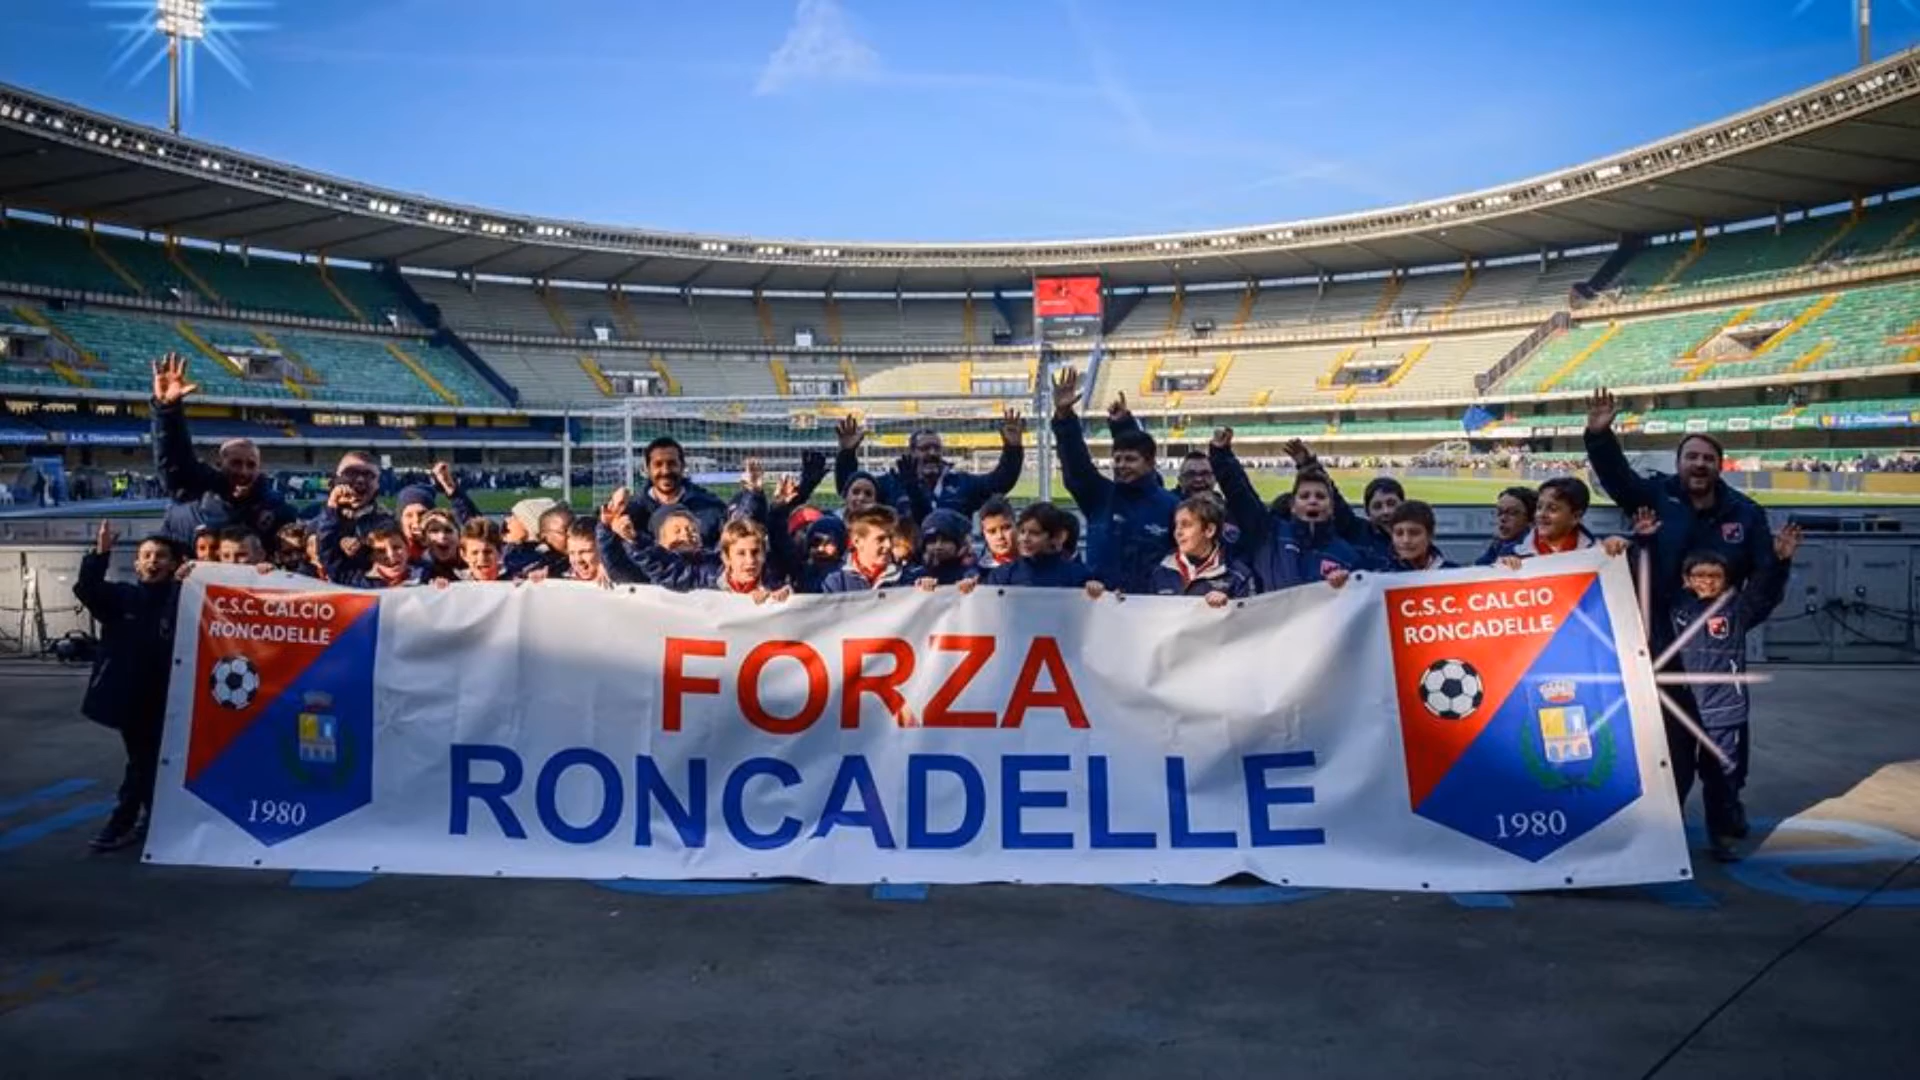 C.S.C. CALCIO
RONCADELLE
1980
FORZA
RONCADELLE
C.S.C. CALCIO
RONCADELLE
1980